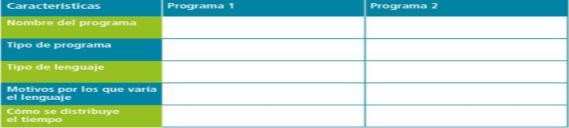 Características Programa 1 Programa 2
Nombre del programa
Tipo de programa
Tipo de lenguaje
Motivos por los que varía
el lenguaje
Cómo se distribuye
el tiempo